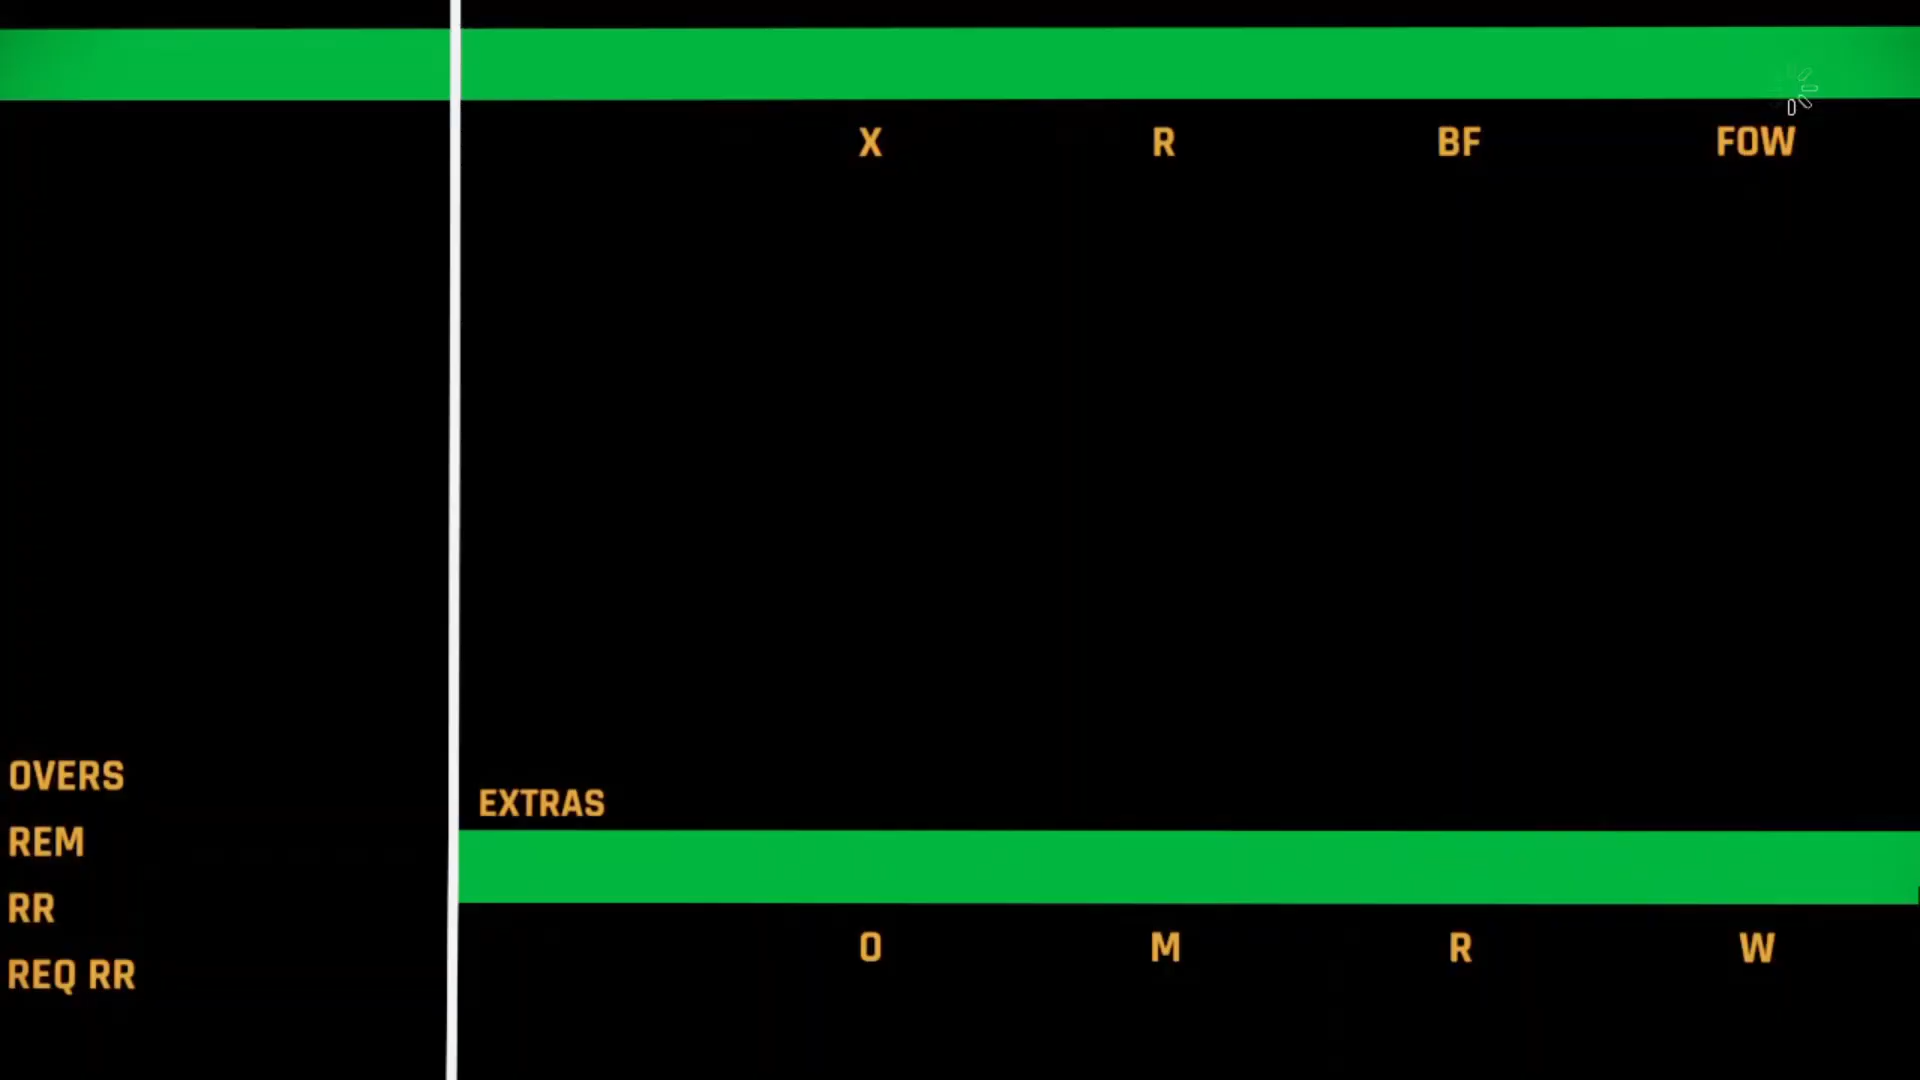 X R BF FOW
OVERS
EXTRAS
REM
RR
O M R W
REQ RR